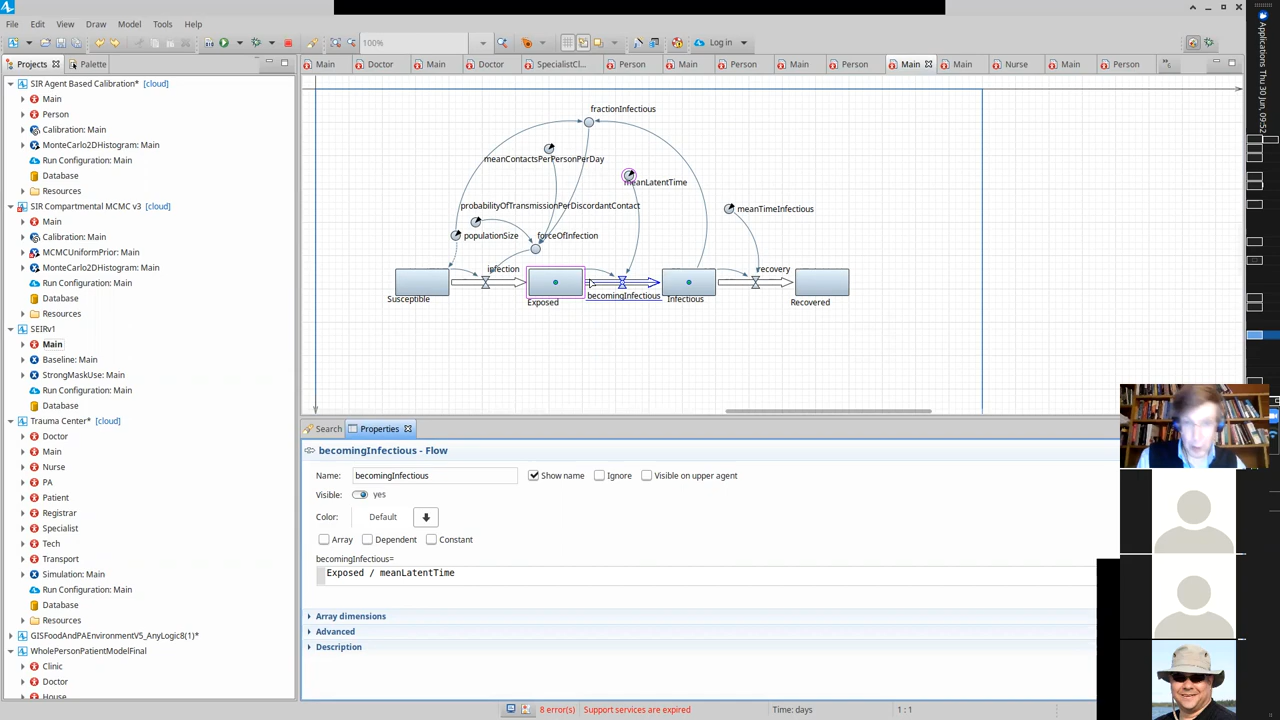 File Edit View Draw Model Tools Help
100%
Log in
Projects
Palette
Main
Doctor
Main
Doctor
SpecialistCl...
Person
Main
Person
Main
Person
Main
Main
Nurse
Main
Person
SIR Agent Based Calibration* [cloud]
Main
Person
Calibration: Main
MonteCarlo2DHistogram: Main
Run Configuration: Main
Database
Resources
SIR Compartmental MCMC v3 [cloud]
Main
Calibration: Main
MCMCUniformPrior: Main
MonteCarlo2DHistogram: Main
Run Configuration: Main
Database
Resources
SEIRv1
Main
Baseline: Main
StrongMaskUse: Main
Run Configuration: Main
Database
Trauma Center* [cloud]
Doctor
Main
Nurse
PA
Patient
Registrar
Specialist
Tech
Transport
Simulation: Main
Run Configuration: Main
Database
Resources
GISFoodAndPAEnvironmentV5_AnyLogic8(1)*
WholePersonPatientModelFinal
Clinic
Doctor
House
fractionInfectious
meanContactsPerPersonPerDay
meanLatentTime
probabilityOfTransmissionPerDiscordantContact
meanTimeInfectious
populationSize
forceOfInfection
infection
recovery
becomingInfectious
Susceptible
Exposed
Infectious
Recovered
Search
Properties
becomingInfectious - Flow
Name: becomingInfectious
Show name
Ignore
Visible on upper agent
Visible: yes
Color: Default
Array
Dependent
Constant
becomingInfectious=
Exposed / meanLatentTime
Array dimensions
Advanced
Description
8 error(s)
Support services are expired
Time: days
1 : 1
Applications Thu 30 Jun, 09:52